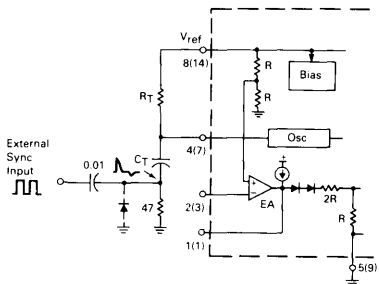 Vref
8(14)
R
Bias
RT
R
External
Sync
Input
CT
4(7)
Osc
0.01
+
+
2(3)
−
EA
2R
47
R
1(1)
5(9)